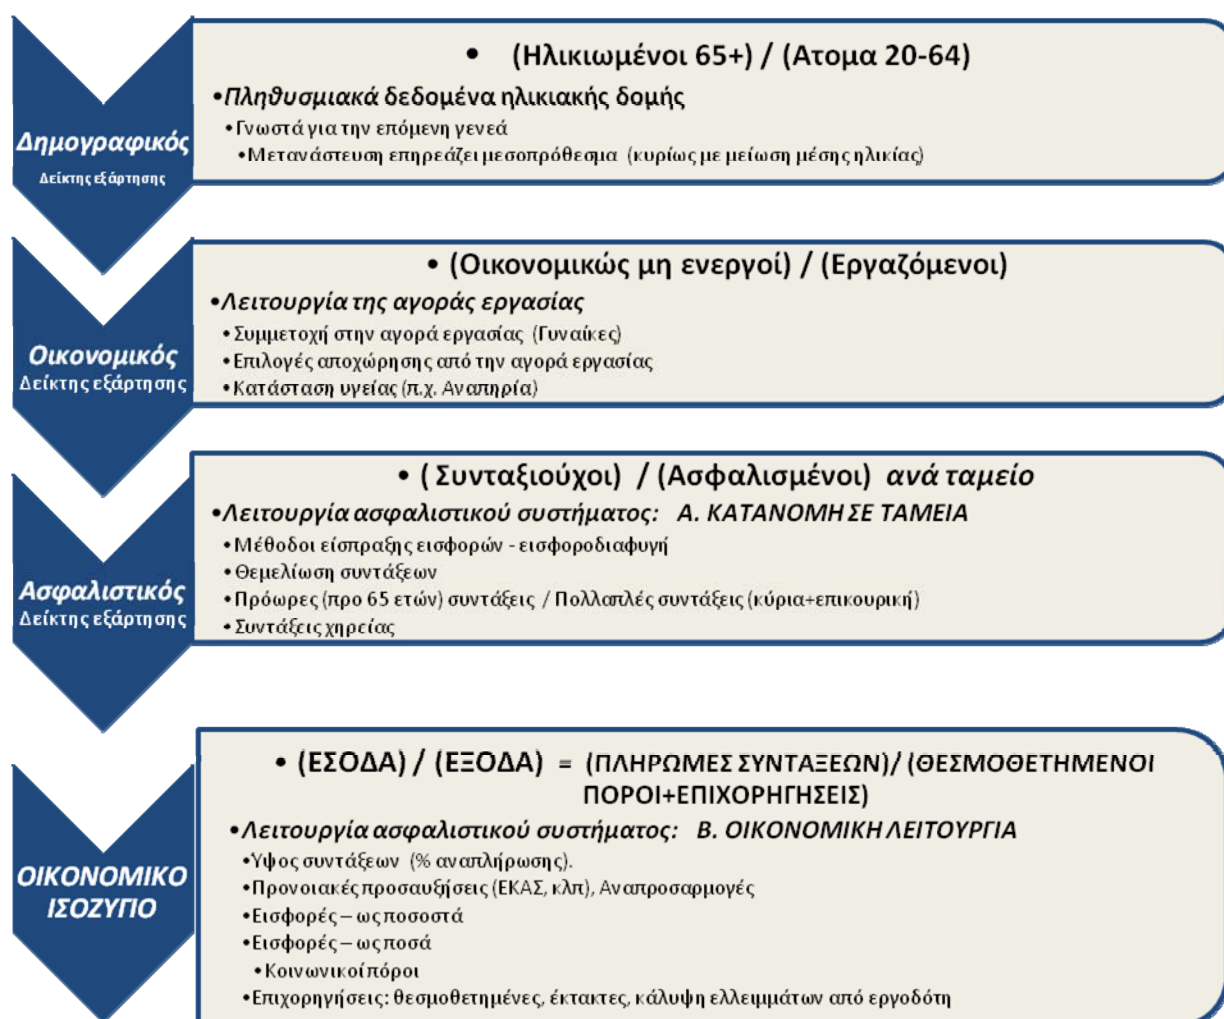 • (Ηλικιωμένοι 65+) / (Ατομα 20-64)
•Πληθυσμιακά δεδομένα ηλικιακής δομής
•Γνωστά για την επόμενη γενεά
•Μετανάστευση επηρεάζει μεσοπρόθεσμα (κυρίως με μείωση μέσης ηλικίας)
Δημογραφικός
Δείκτης εξάρτησης
• (Οικονομικώς μη ενεργοί) / (Εργαζόμενοι)
•Λειτουργία της αγοράς εργασίας
•Συμμετοχή στην αγορά εργασίας (Γυναίκες)
•Επιλογές αποχώρησης από την αγορά εργασίας
•Κατάσταση υγείας (π.χ. Αναπηρία)
Οικονομικός
Δείκτης εξάρτησης
• ( Συνταξιούχοι) / (Ασφαλισμένοι) ανά ταμείο
•Λειτουργία ασφαλιστικού συστήματος: Α. ΚΑΤΑΝΟΜΗ ΣΕ ΤΑΜΕΙΑ
•Μέθοδοι είσπραξης εισφορών - εισφοροδιαφυγή
•Θεμελίωση συντάξεων
•Πρόωρες (προ 65 ετών) συντάξεις / Πολλαπλές συντάξεις (κύρια+επικουρική)
•Συντάξεις χηρείας
Ασφαλιστικός
Δείκτης εξάρτησης
• (ΕΣΟΔΑ) / (ΕΞΟΔΑ) = (ΠΛΗΡΩΜΕΣ ΣΥΝΤΑΞΕΩΝ)/ (ΘΕΣΜΟΘΕΤΗΜΕΝΟΙ
ΠΟΡΟΙ+ΕΠΙΧΟΡΗΓΗΣΕΙΣ)
•Λειτουργία ασφαλιστικού συστήματος: Β. ΟΙΚΟΝΟΜΙΚΗ ΛΕΙΤΟΥΡΓΙΑ
•Ύψος συντάξεων (% αναπλήρωσης).
•Προνοιακές προσαυξήσεις (ΕΚΑΣ, κλπ), Αναπροσαρμογές
•Εισφορές – ως ποσοστά
•Εισφορές – ως ποσά
•Κοινωνικοί πόροι
•Επιχορηγήσεις: θεσμοθετημένες, έκτακτες, κάλυψη ελλειμμάτων από εργοδότη
ΟΙΚΟΝΟΜΙΚΟ
ΙΣΟΖΥΓΙΟ